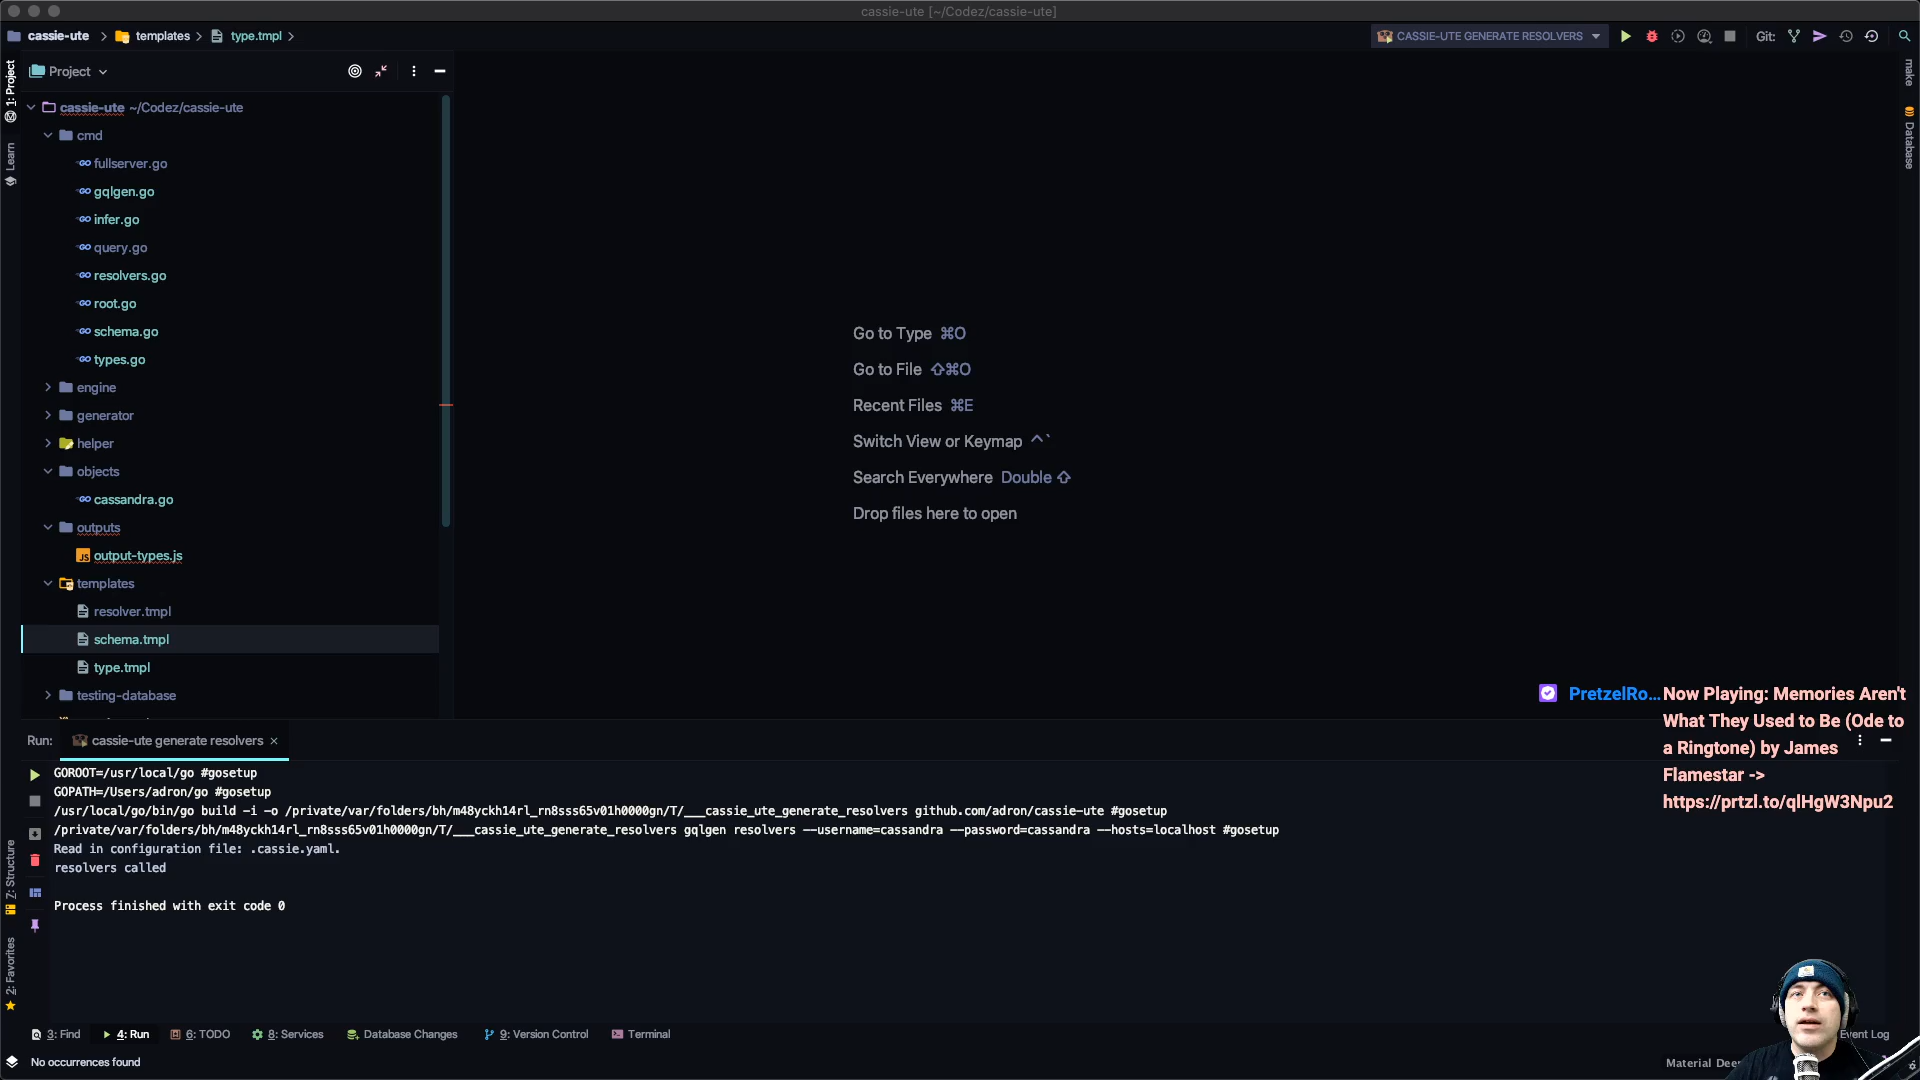 cassie-ute [~/Codez/cassie-ute]
cassie-ute
templates
type.tmpl
CASSIE-UTE GENERATE RESOLVERS
Git:
1: Project
Learn
7: Structure
2: Favorites
make
Database
Project
cassie-ute ~/Codez/cassie-ute
cmd
fullserver.go
gqlgen.go
infer.go
query.go
resolvers.go
root.go
schema.go
types.go
engine
generator
helper
objects
cassandra.go
outputs
JS output-types.js
templates
resolver.tmpl
schema.tmpl
type.tmpl
testing-database
Go to Type ⌘O
Go to File ⇧⌘O
Recent Files ⌘E
Switch View or Keymap ^`
Search Everywhere Double ⇧
Drop files here to open
PretzelRo... Now Playing: Memories Aren't
What They Used to Be (Ode to
a Ringtone) by James
Flamestar ->
https://prtzl.to/qlHgW3Npu2
Run: cassie-ute generate resolvers ×
GOROOT=/usr/local/go #gosetup
GOPATH=/Users/adron/go #gosetup
/usr/local/go/bin/go build -i -o /private/var/folders/bh/m48yckh14rl_rn8sss65v01h0000gn/T/___cassie_ute_generate_resolvers github.com/adron/cassie-ute #gosetup
/private/var/folders/bh/m48yckh14rl_rn8sss65v01h0000gn/T/___cassie_ute_generate_resolvers gqlgen resolvers --username=cassandra --password=cassandra --hosts=localhost #gosetup
Read in configuration file: .cassie.yaml.
resolvers called
Process finished with exit code 0
3: Find
4: Run
6: TODO
8: Services
Database Changes
9: Version Control
Terminal
Event Log
No occurrences found
Material